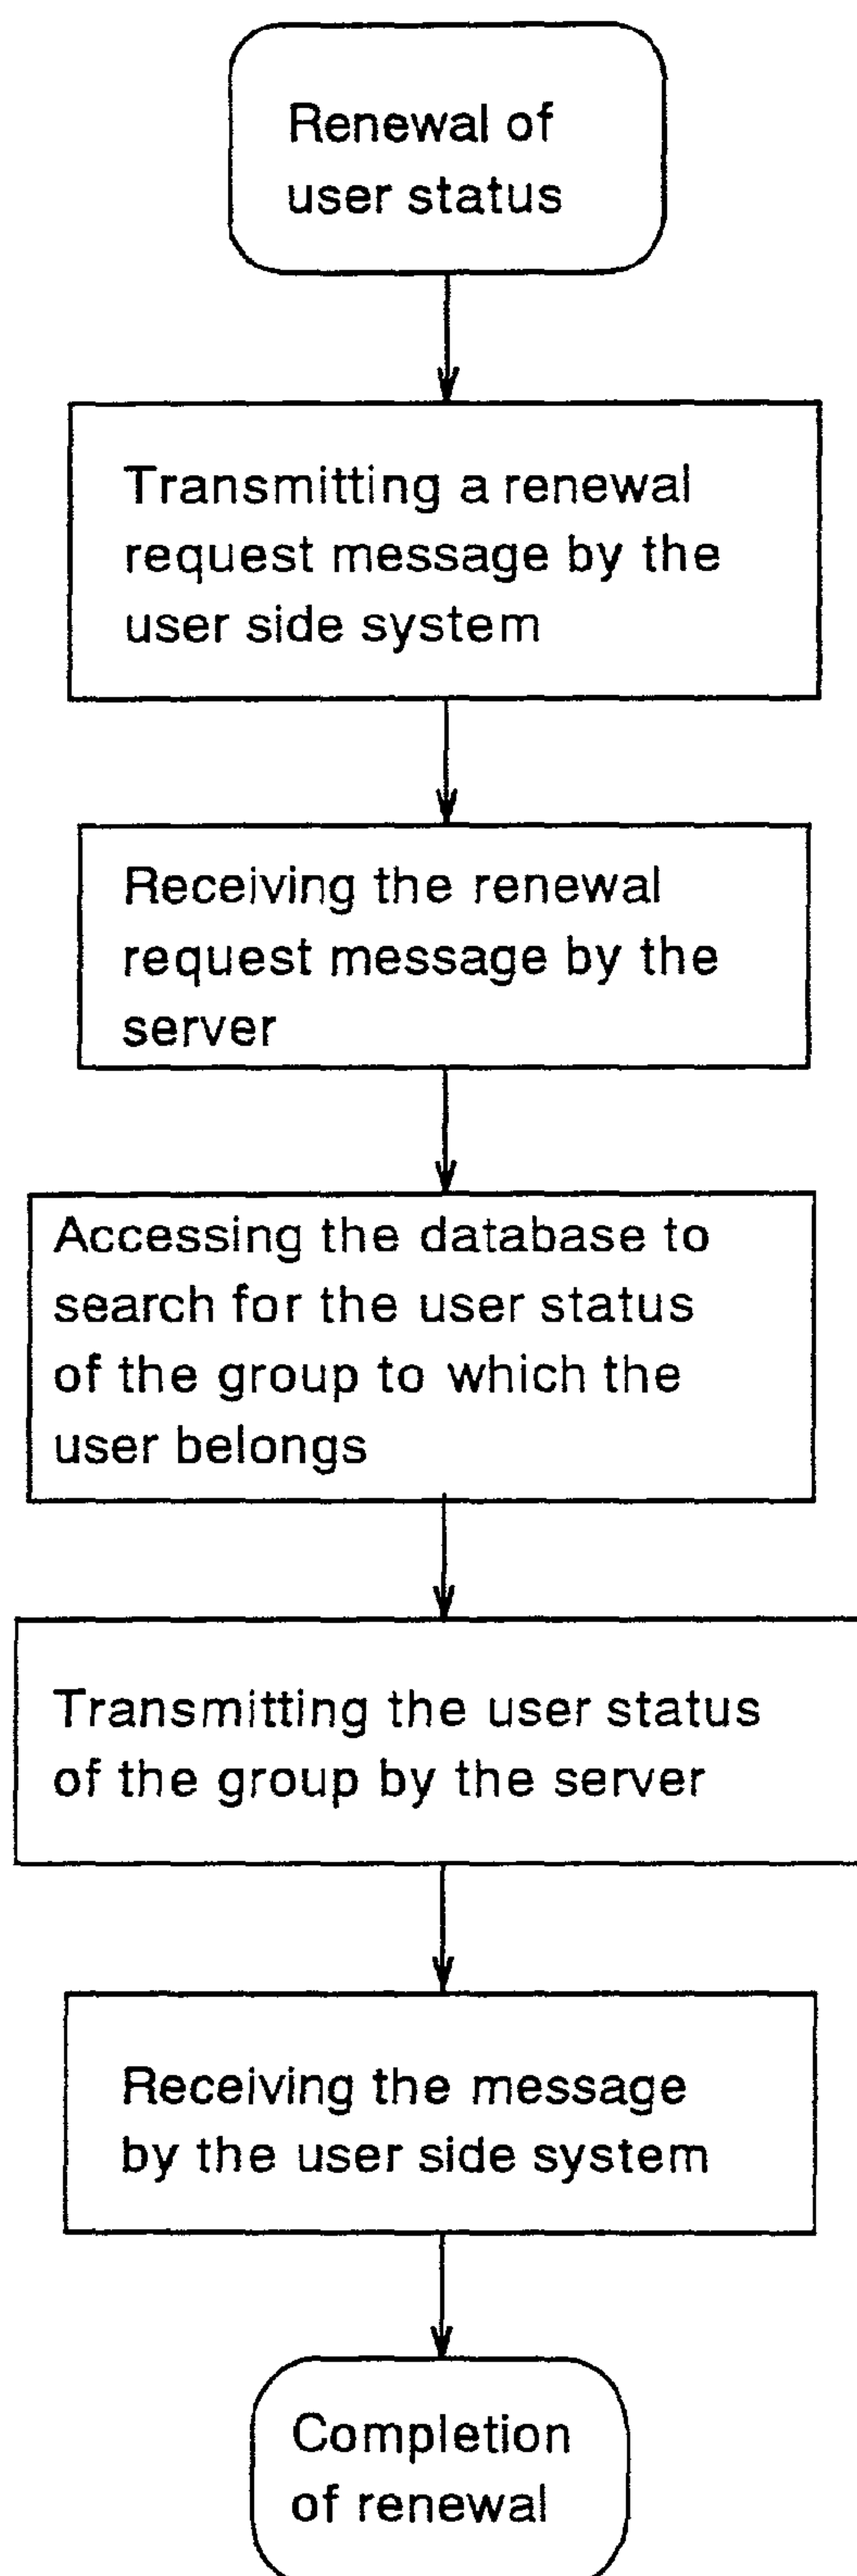 Renewal of
user status
Transmitting a renewal
request message by the
user side system
Receiving the renewal
request message by the
server
Accessing the database to
search for the user status
of the group to which the
user belongs
Transmitting the user status
of the group by the server
Receiving the message
by the user side system
Completion
of renewal